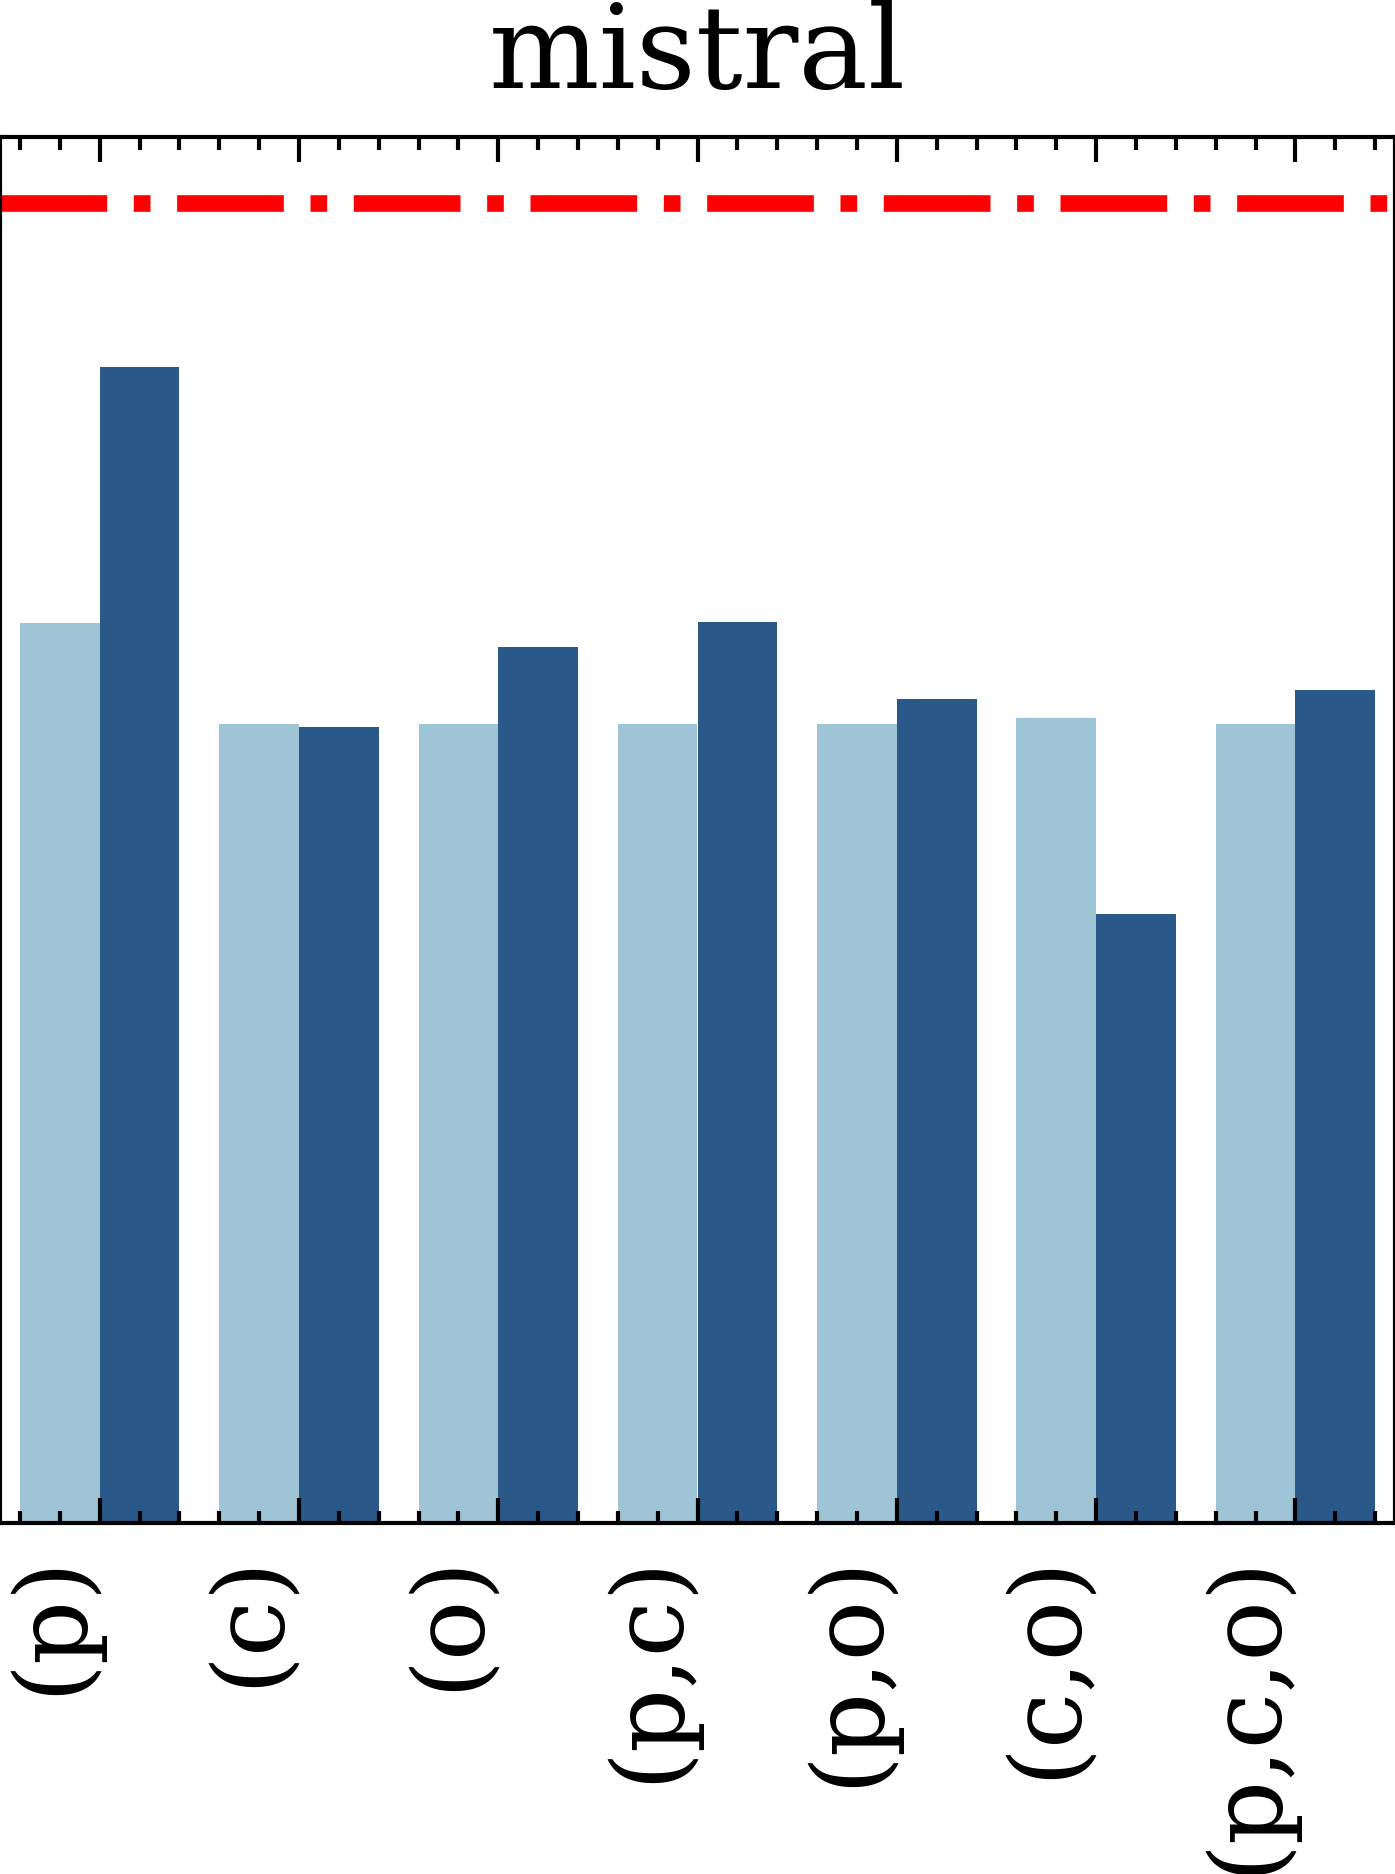 mistral
(p)
(c)
(o)
(p,c)
(p,o)
(c,o)
(p,c,o)